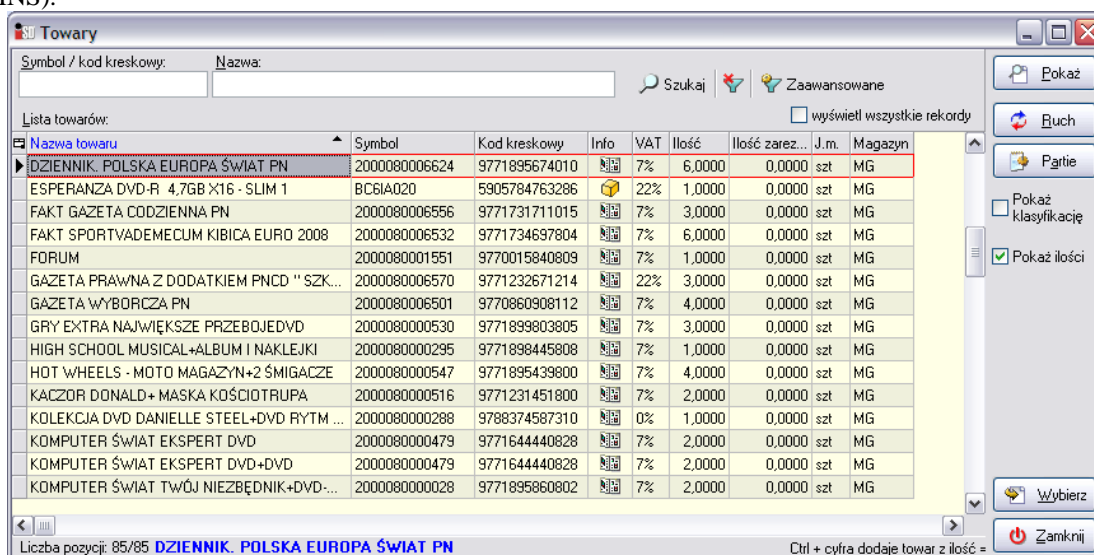 INS).
Towary
Symbol / kod kreskowy: Nazwa:
Szukaj Zaawansowane
wyświetl wszystkie rekordy
Lista towarów:
Nazwa towaru Symbol Kod kreskowy Info VAT Ilość Ilość zarez... J.m. Magazyn
DZIENNIK. POLSKA EUROPA ŚWIAT PN 2000080006624 9771895674010 7% 6,0000 0,0000 szt MG
ESPERANZA DVD-R 4,7GB X16 - SLIM 1 BC6IA020 5905784763286 22% 1,0000 0,0000 szt MG
FAKT GAZETA CODZIENNA PN 2000080006556 9771731711015 7% 3,0000 0,0000 szt MG
FAKT SPORTVADEMECUM KIBICA EURO 2008 2000080006532 9771734697804 7% 6,0000 0,0000 szt MG
FORUM 2000080001551 9770015840809 7% 1,0000 0,0000 szt MG
GAZETA PRAWNA Z DODATKIEM PNCD " SZK... 2000080006570 9771232671214 22% 3,0000 0,0000 szt MG
GAZETA WYBORCZA PN 2000080006501 9770860908112 7% 4,0000 0,0000 szt MG
GRY EXTRA NAJWIĘKSZE PRZEBOJEDVD 2000080000530 9771899803805 7% 3,0000 0,0000 szt MG
HIGH SCHOOL MUSICAL+ALBUM I NAKLEJKI 2000080000295 9771898445808 7% 1,0000 0,0000 szt MG
HOT WHEELS - MOTO MAGAZYN+2 ŚMIGACZE 2000080000547 9771895439800 7% 4,0000 0,0000 szt MG
KACZOR DONALD+ MASKA KOŚCIOTRUPA 2000080000516 9771231451800 7% 2,0000 0,0000 szt MG
KOLEKCJA DVD DANIELLE STEEL+DVD RYTM ... 2000080000288 9788374587310 0% 1,0000 0,0000 szt MG
KOMPUTER ŚWIAT EKSPERT DVD 2000080000479 9771644440828 7% 2,0000 0,0000 szt MG
KOMPUTER ŚWIAT EKSPERT DVD+DVD 2000080000479 9771644440828 7% 2,0000 0,0000 szt MG
KOMPUTER ŚWIAT TWÓJ NIEZBĘDNIK+DVD-... 2000080000028 9771895860802 7% 2,0000 0,0000 szt MG
Liczba pozycji: 85/85 DZIENNIK. POLSKA EUROPA ŚWIAT PN
Ctrl + cyfra dodaje towar z ilość =
Pokaż
Ruch
Partie
Pokaż
klasyfikację
Pokaż ilości
Wybierz
Zamknij